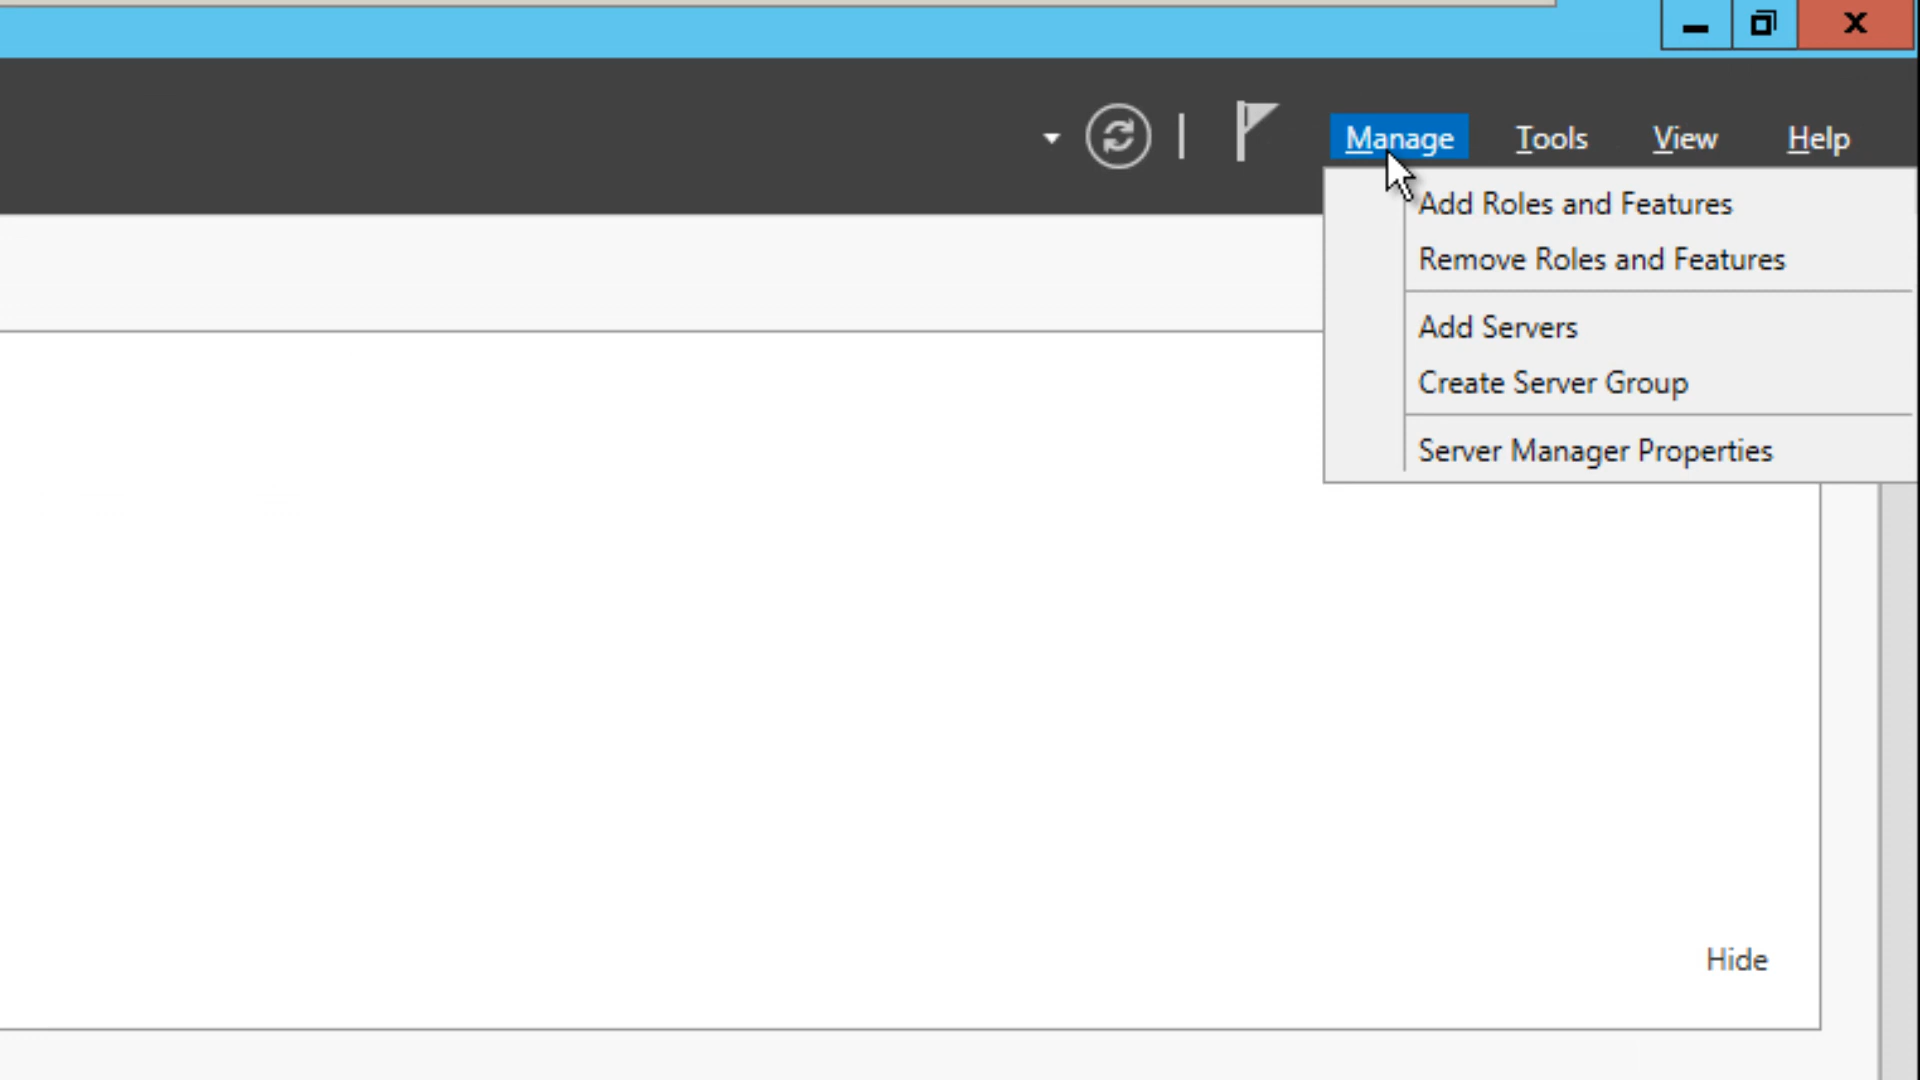 Manage Tools View Help
Add Roles and Features
Remove Roles and Features
Add Servers
Create Server Group
Server Manager Properties
Hide